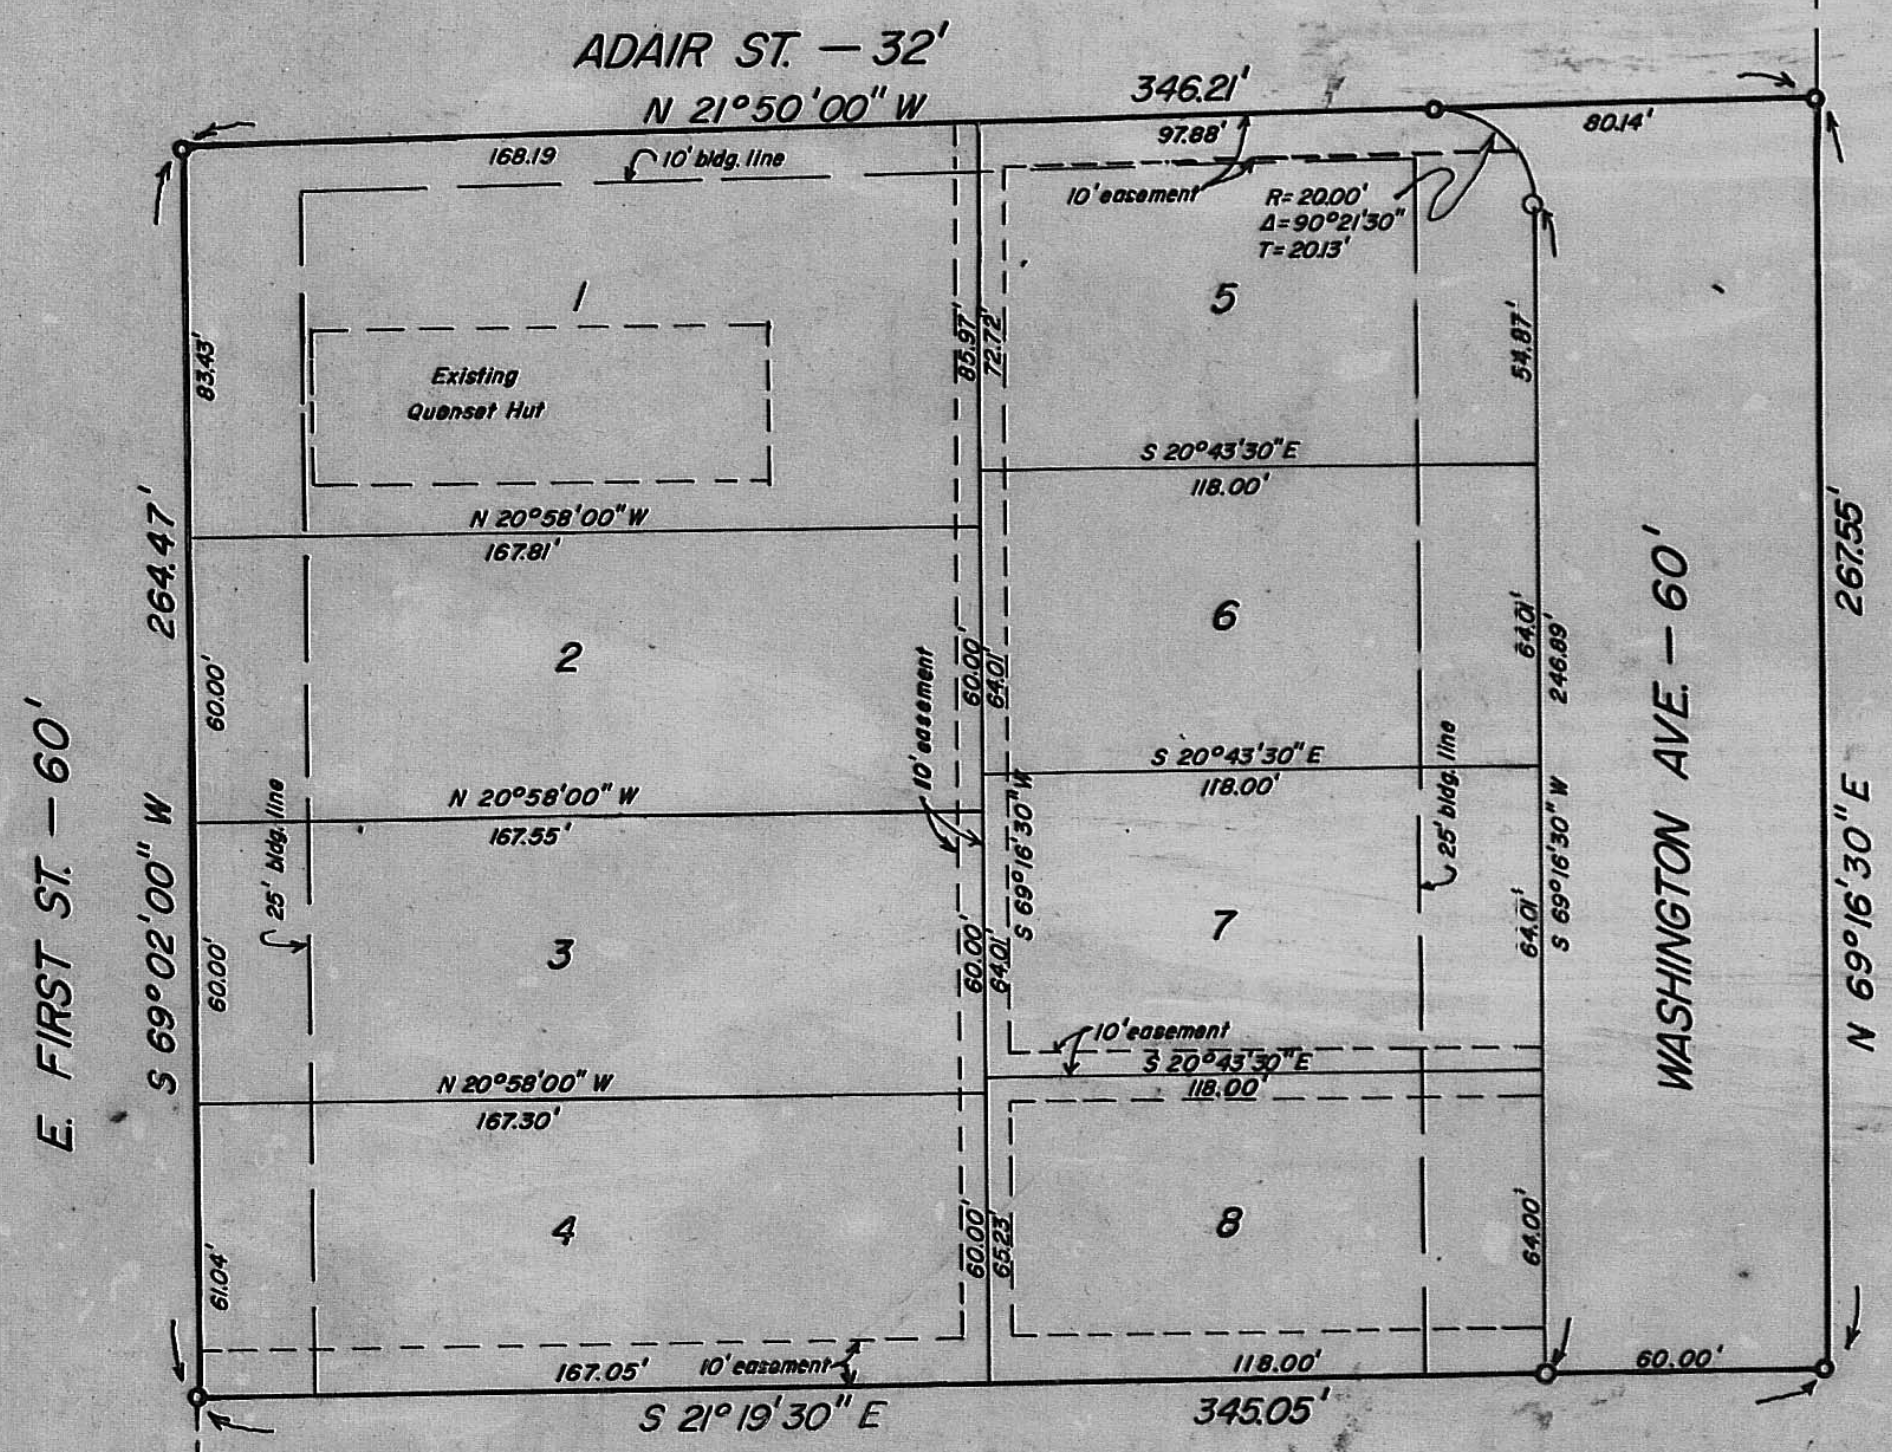 ADAIR ST. — 32'
N 21°50'00" W
346.21'
168.19
10' bldg. line
97.88'
80.14'
10' easement
R= 20.00'
Δ= 90°21'30"
T= 20.13'
1
5
83.43'
85.97'
72.72'
54.87'
Existing
Quonset Hut
S 20°43'30" E
118.00'
N 20°58'00" W
167.81'
264.47'
S 69°02'00" W
E. FIRST ST. — 60'
2
6
60.00'
10' easement
60.00'
64.01'
64.01'
246.89'
S 69°16'30" W
WASHINGTON AVE. — 60'
267.55'
N 69°16'30" E
S 20°43'30" E
118.00'
N 20°58'00" W
167.55'
25' bldg. line
S 69°16'30" W
25' bldg. line
3
7
60.00'
60.00'
64.01'
64.01'
10' easement
S 20°43'30" E
118.00'
N 20°58'00" W
167.30'
4
8
61.04'
60.00'
65.23'
64.00'
167.05'
10' easement
118.00'
60.00'
S 21°19'30" E
345.05'